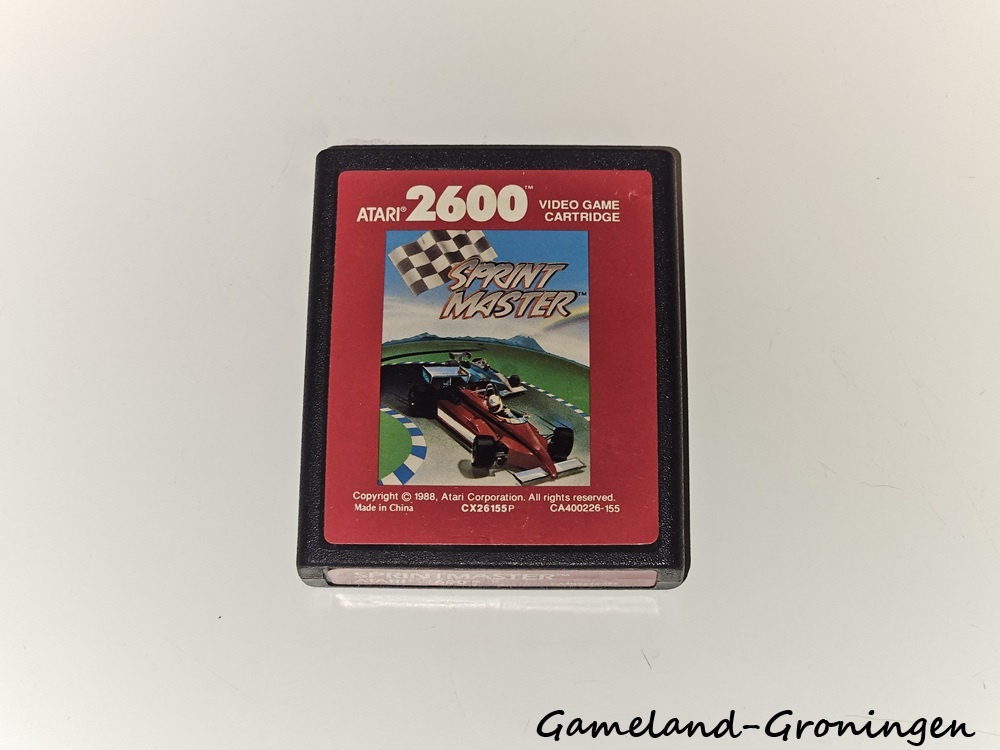 ATARI® 2600™ VIDEO GAME CARTRIDGE
SPRINT
MASTER™
Copyright © 1988, Atari Corporation. All rights reserved.
Made in China CX26155P CA400226-155
SPRINTMASTER™
Gameland-Groningen